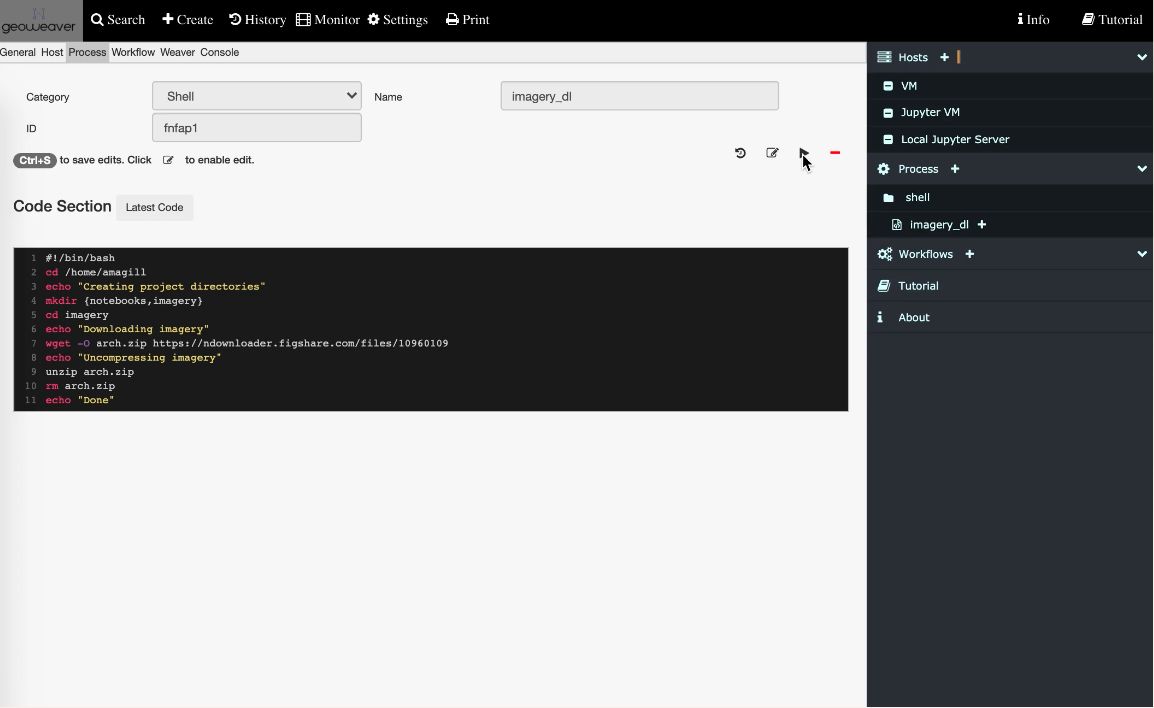 geoweaver Search Create History Monitor Settings Print Info Tutorial
General Host Process Workflow Weaver Console
Category Shell Name imagery_dl
ID fnfap1
Ctrl+S to save edits. Click to enable edit.
Code Section Latest Code
1 #!/bin/bash
2 cd /home/amagill
3 echo "Creating project directories"
4 mkdir {notebooks,imagery}
5 cd imagery
6 echo "Downloading imagery"
7 wget -O arch.zip https://ndownloader.figshare.com/files/10960109
8 echo "Uncompressing imagery"
9 unzip arch.zip
10 rm arch.zip
11 echo "Done"
Hosts
VM
Jupyter VM
Local Jupyter Server
Process
shell
imagery_dl
Workflows
Tutorial
About